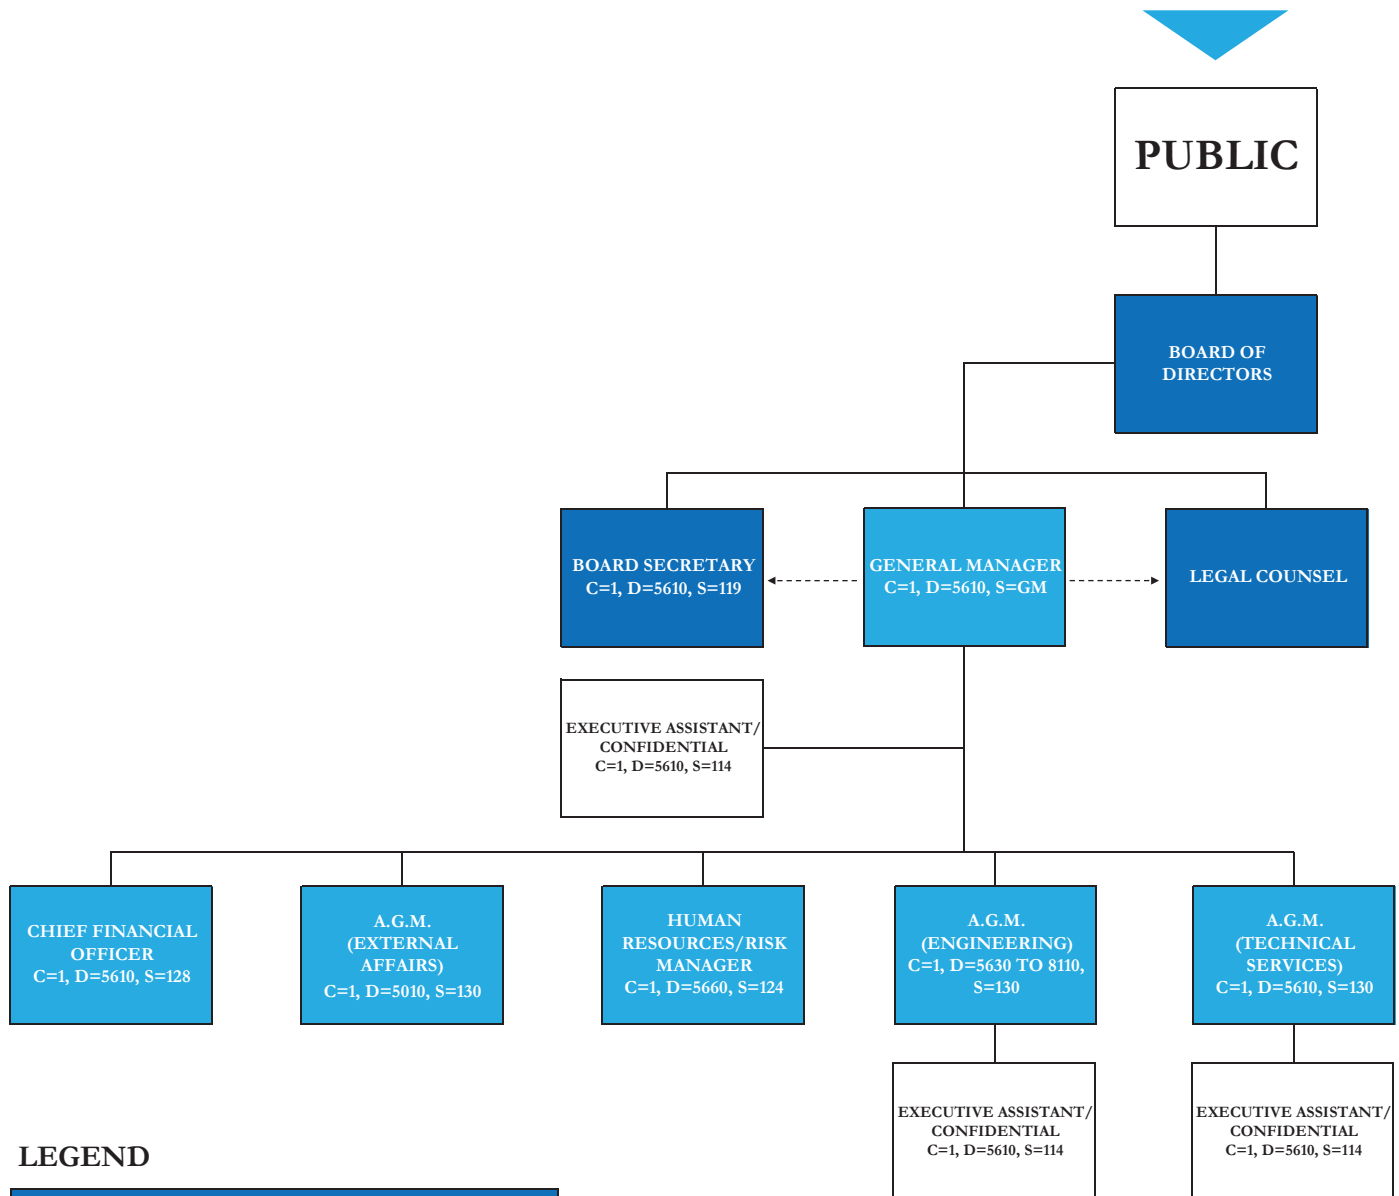 PUBLIC
BOARD OF
DIRECTORS
BOARD SECRETARY
C=1, D=5610, S=119
GENERAL MANAGER
C=1, D=5610, S=GM
LEGAL COUNSEL
EXECUTIVE ASSISTANT/
CONFIDENTIAL
C=1, D=5610, S=114
CHIEF FINANCIAL
OFFICER
C=1, D=5610, S=128
A.G.M.
(EXTERNAL
AFFAIRS)
C=1, D=5010, S=130
HUMAN
RESOURCES/RISK
MANAGER
C=1, D=5660, S=124
A.G.M.
(ENGINEERING)
C=1, D=5630 TO 8110,
S=130
A.G.M.
(TECHNICAL
SERVICES)
C=1, D=5610, S=130
EXECUTIVE ASSISTANT/
CONFIDENTIAL
C=1, D=5610, S=114
EXECUTIVE ASSISTANT/
CONFIDENTIAL
C=1, D=5610, S=114
LEGEND